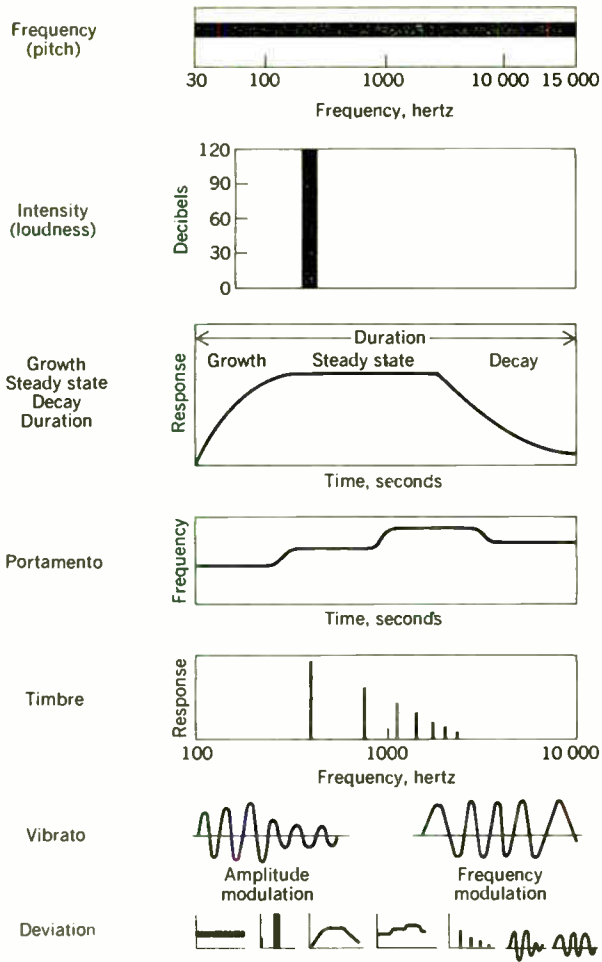 Frequency
(pitch)
30 100 1000 10 000 15 000
Frequency, hertz
Intensity
(loudness)
Decibels
120
90
60
30
0
Growth
Steady state
Decay
Duration
Response
Duration
Growth Steady state Decay
Time, seconds
Portamento
Frequency
Time, seconds
Timbre
Response
100 1000 10 000
Frequency, hertz
Vibrato
Amplitude
modulation
Frequency
modulation
Deviation